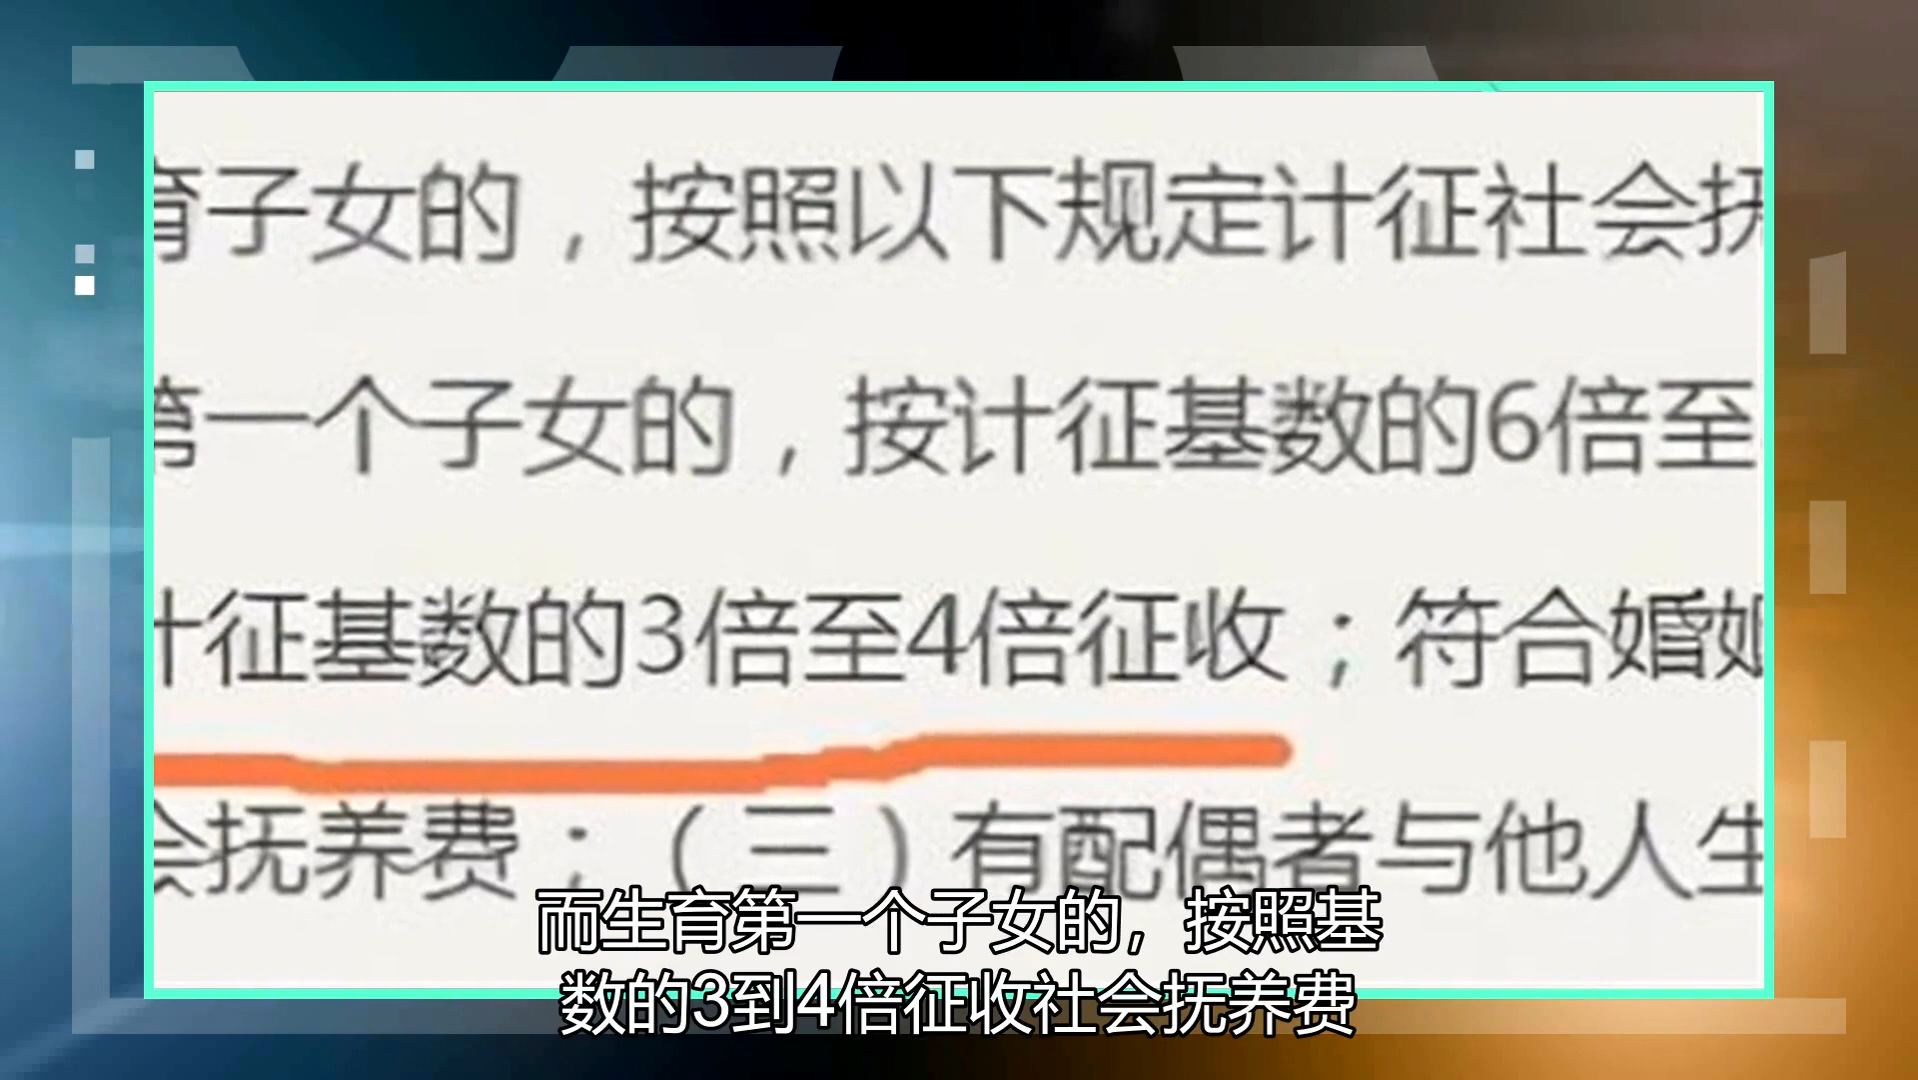 育子女的，按照以下规定计征社会抚
第一个子女的，按计征基数的6倍至
计征基数的3倍至4倍征收；符合婚姻
会抚养费；（三）有配偶者与他人生
而生育第一个子女的，按照基
数的3到4倍征收社会抚养费